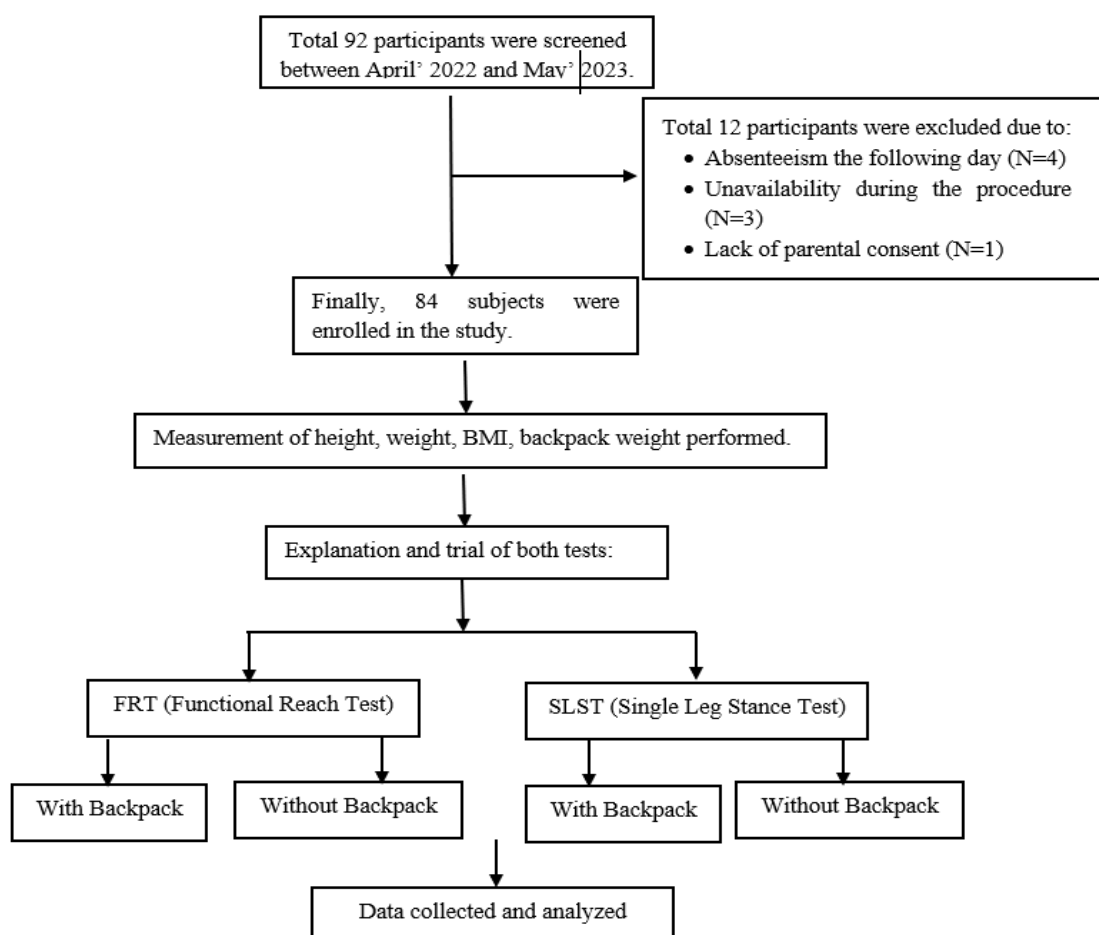 Total 92 participants were screened
between April’ 2022 and May’ 2023.
Total 12 participants were excluded due to:
• Absenteeism the following day (N=4)
• Unavailability during the procedure
(N=3)
• Lack of parental consent (N=1)
Finally, 84 subjects were
enrolled in the study.
Measurement of height, weight, BMI, backpack weight performed.
Explanation and trial of both tests:
FRT (Functional Reach Test)
SLST (Single Leg Stance Test)
With Backpack
Without Backpack
With Backpack
Without Backpack
Data collected and analyzed